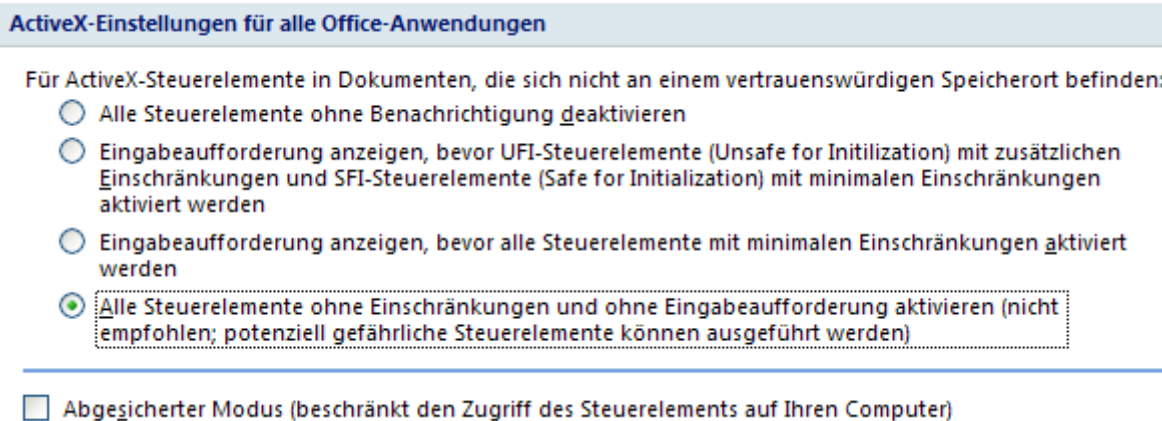 ActiveX-Einstellungen für alle Office-Anwendungen
Für ActiveX-Steuerelemente in Dokumenten, die sich nicht an einem vertrauenswürdigen Speicherort befinden:
Alle Steuerelemente ohne Benachrichtigung deaktivieren
Eingabeaufforderung anzeigen, bevor UFI-Steuerelemente (Unsafe for Initilization) mit zusätzlichen
Einschränkungen und SFI-Steuerelemente (Safe for Initialization) mit minimalen Einschränkungen
aktiviert werden
Eingabeaufforderung anzeigen, bevor alle Steuerelemente mit minimalen Einschränkungen aktiviert
werden
Alle Steuerelemente ohne Einschränkungen und ohne Eingabeaufforderung aktivieren (nicht
empfohlen; potenziell gefährliche Steuerelemente können ausgeführt werden)
Abgesicherter Modus (beschränkt den Zugriff des Steuerelements auf Ihren Computer)